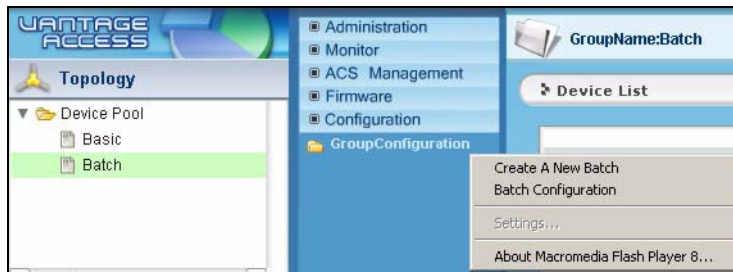 VANTAGE
ACCESS
Topology
Device Pool
Basic
Batch
Administration
Monitor
ACS Management
Firmware
Configuration
GroupConfiguration
GroupName:Batch
Device List
Create A New Batch
Batch Configuration
Settings...
About Macromedia Flash Player 8...